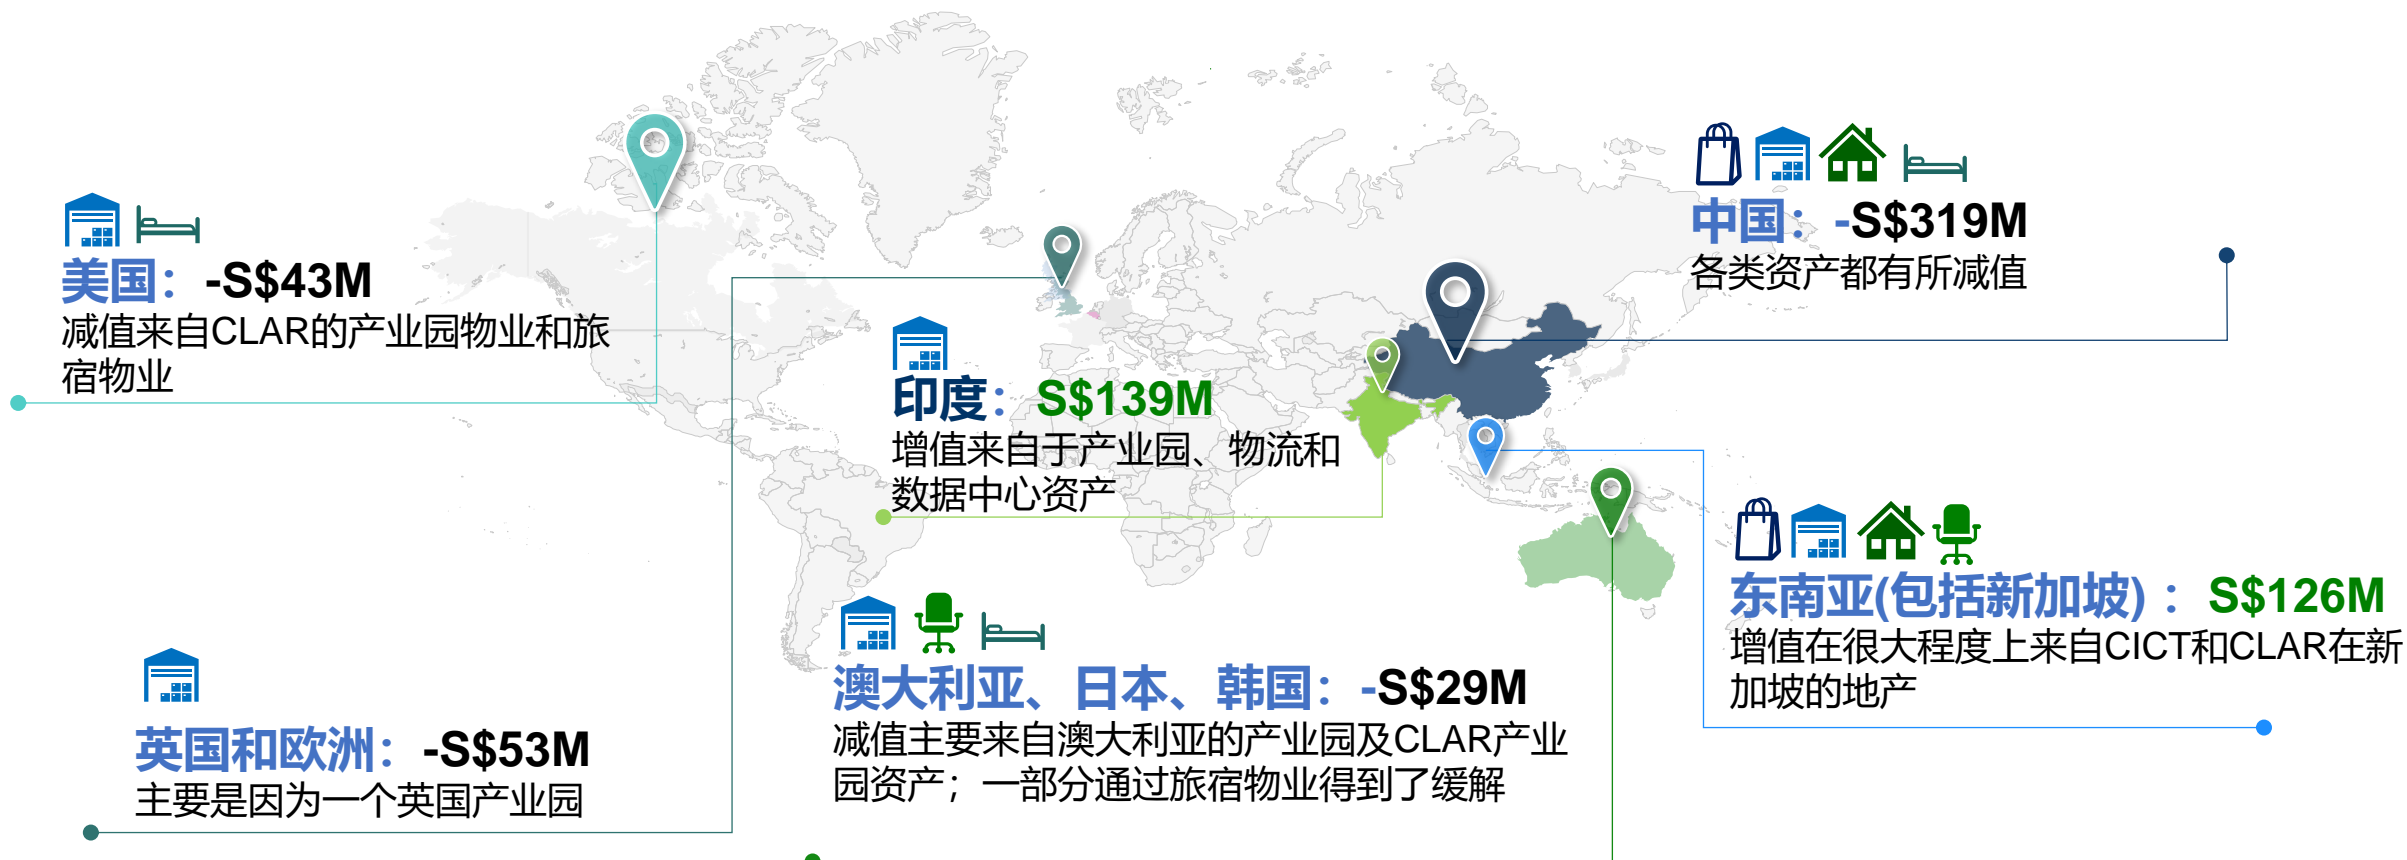 美国：-S$43M
减值来自CLAR的产业园物业和旅
宿物业
中国：-S$319M
各类资产都有所减值
印度：S$139M
增值来自于产业园、物流和
数据中心资产
东南亚(包括新加坡)：S$126M
增值在很大程度上来自CICT和CLAR在新
加坡的地产
澳大利亚、日本、韩国：-S$29M
减值主要来自澳大利亚的产业园及CLAR产业
园资产；一部分通过旅宿物业得到了缓解
英国和欧洲：-S$53M
主要是因为一个英国产业园